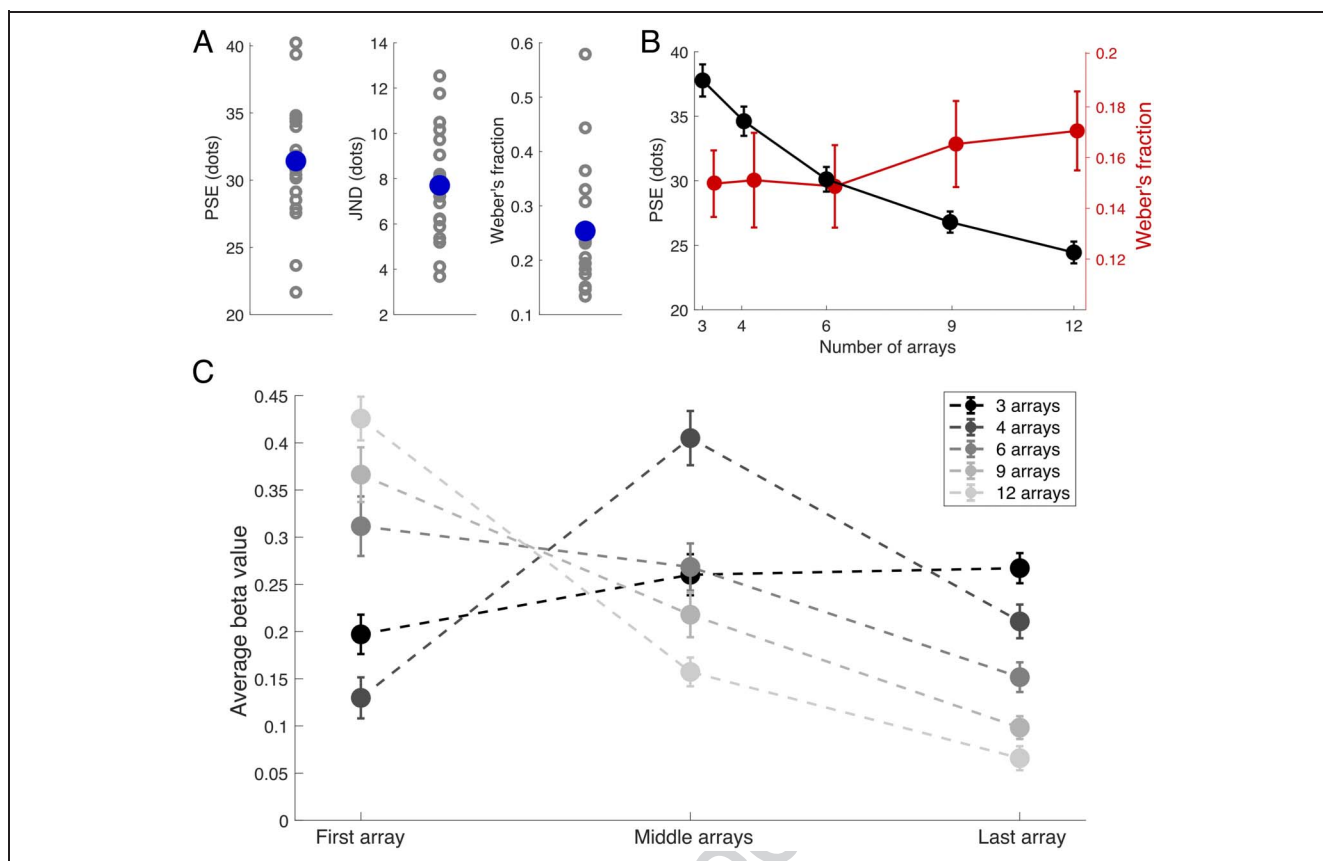 A
PSE (dots)
40
35
30
25
20
JND (dots)
14
12
10
8
6
4
2
Weber's fraction
0.6
0.5
0.4
0.3
0.2
0.1
B
PSE (dots)
40
35
30
25
20
3 4 6 9 12
Number of arrays
0.2
0.18
0.16
0.14
0.12
Weber's fraction
C
Average beta value
0.45
0.4
0.35
0.3
0.25
0.2
0.15
0.1
0.05
0
First array Middle arrays Last array
3 arrays
4 arrays
6 arrays
9 arrays
12 arrays